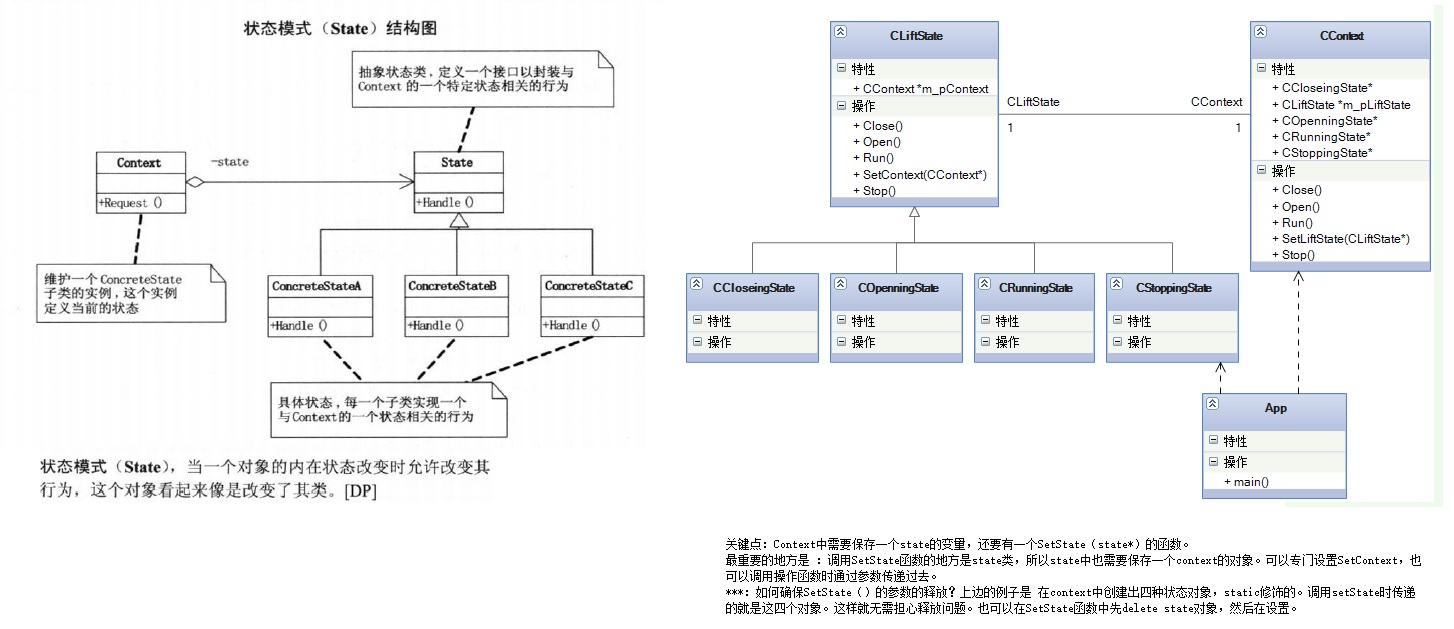 状态模式（State）结构图
抽象状态类，定义一个接口以封装与
Context 的一个特定状态相关的行为
Context
+Request ()
-state
State
+Handle ()
维护一个 ConcreteState
子类的实例，这个实例
定义当前的状态
ConcreteStateA
+Handle ()
ConcreteStateB
+Handle ()
ConcreteStateC
+Handle ()
具体状态，每一个子类实现一个
与Context的一个状态相关的行为
状态模式（State），当一个对象的内在状态改变时允许改变其
行为，这个对象看起来像是改变了其类。[DP]
CLiftState
特性
+ CContext *m_pContext
操作
+ Close()
+ Open()
+ Run()
+ SetContext(CContext*)
+ Stop()
CLiftState
1
CContext
1
CContext
特性
+ CCloseingState*
+ CLiftState *m_pLiftState
+ COpenningState*
+ CRunningState*
+ CStoppingState*
操作
+ Close()
+ Open()
+ Run()
+ SetLiftState(CLiftState*)
+ Stop()
CCloseingState
特性
操作
COpenningState
特性
操作
CRunningState
特性
操作
CStoppingState
特性
操作
App
特性
操作
+ main()
关键点：Context中需要保存一个state的变量，还要有一个SetState（state*）的函数。
最重要的地方是 ：调用SetState函数的地方是state类，所以state中也需要保存一个context的对象。可以专门设置SetContext，也
可以调用操作函数时通过参数传递过去。
***：如何确保SetState（）的参数的释放？上边的例子是 在context中创建出四种状态对象，static修饰的。调用setState时传递
的就是这四个对象。这样就无需担心释放问题。也可以在SetState函数中先delete state对象，然后在设置。